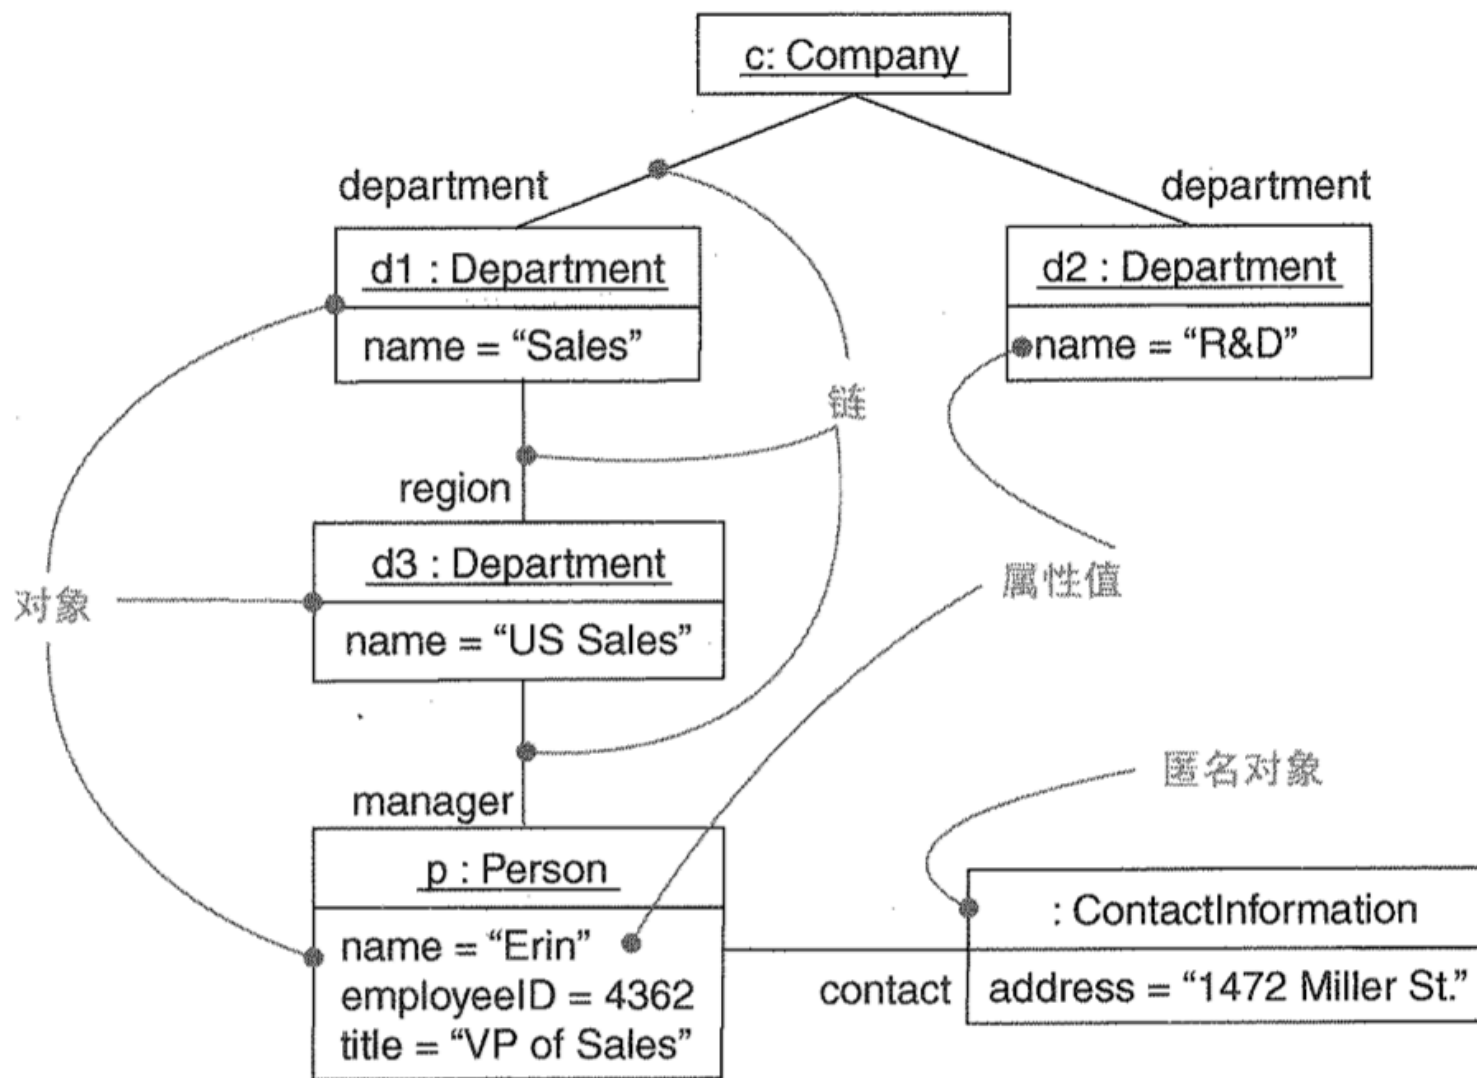 c: Company
department
department
d1 : Department
d2 : Department
name = “Sales”
name = “R&D”
链
region
d3 : Department
属性值
对象
name = “US Sales”
匿名对象
manager
p : Person
: ContactInformation
name = “Erin”
employeeID = 4362
contact
address = “1472 Miller St.”
title = “VP of Sales”